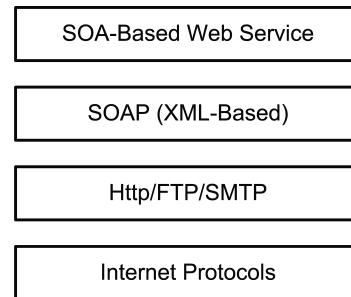 SOA-Based Web Service
SOAP (XML-Based)
Http/FTP/SMTP
Internet Protocols